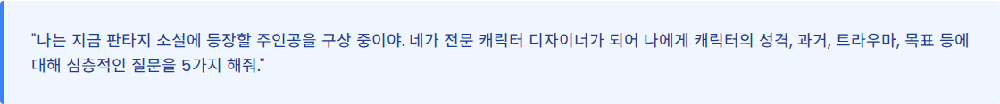 "나는 지금 판타지 소설에 등장할 주인공을 구상 중이야. 네가 전문 캐릭터 디자이너가 되어 나에게 캐릭터의 성격, 과거, 트라우마, 목표 등에
대해 심층적인 질문을 5가지 해줘."